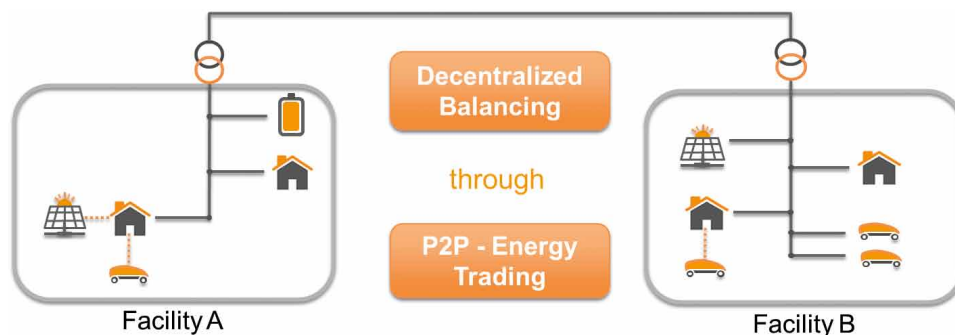 Decentralized
Balancing
through
P2P - Energy
Trading
Facility A
Facility B